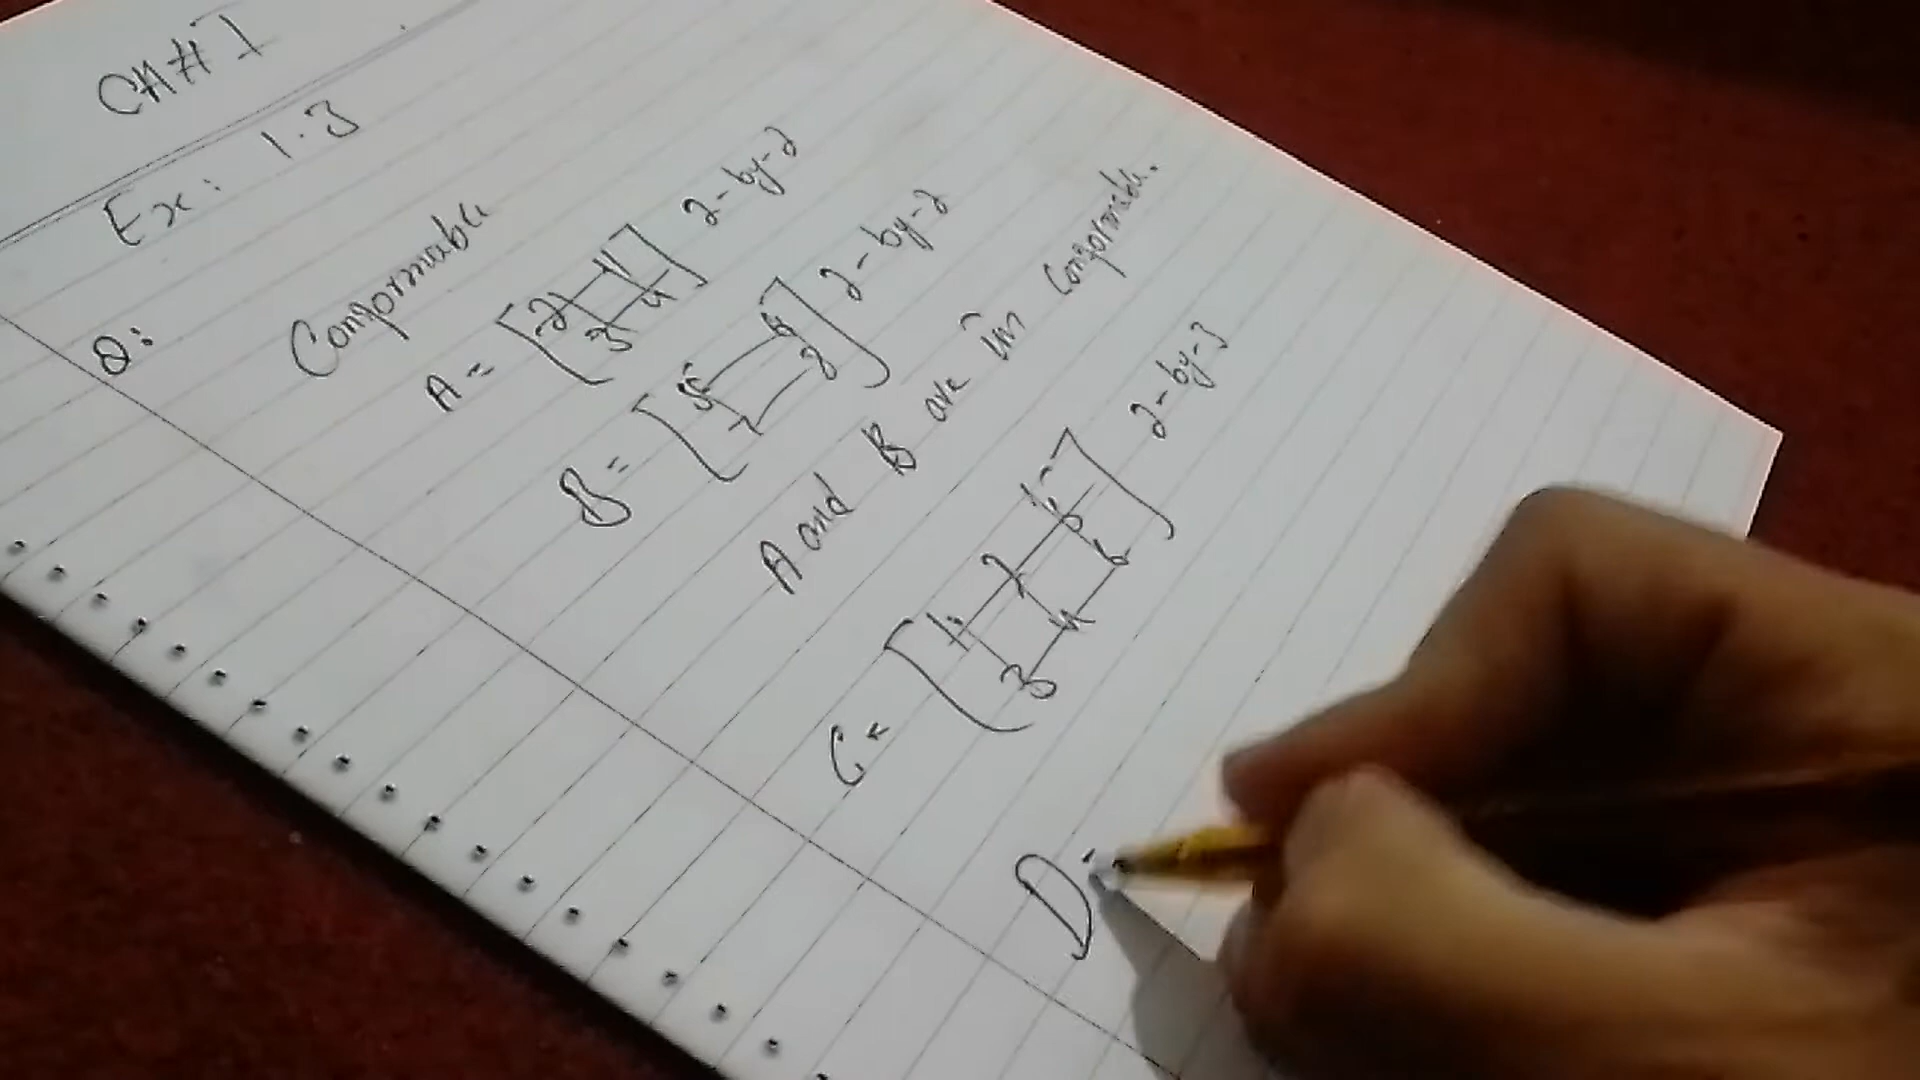 CH# 1
Ex: 1.3
Q: Conformable
A = [2 1
3 4] 2-by-2
B = [5 6
7 8] 2-by-2
A and B are in Conformable.
C = [1 2 5
3 4 6] 2-by-3
D =